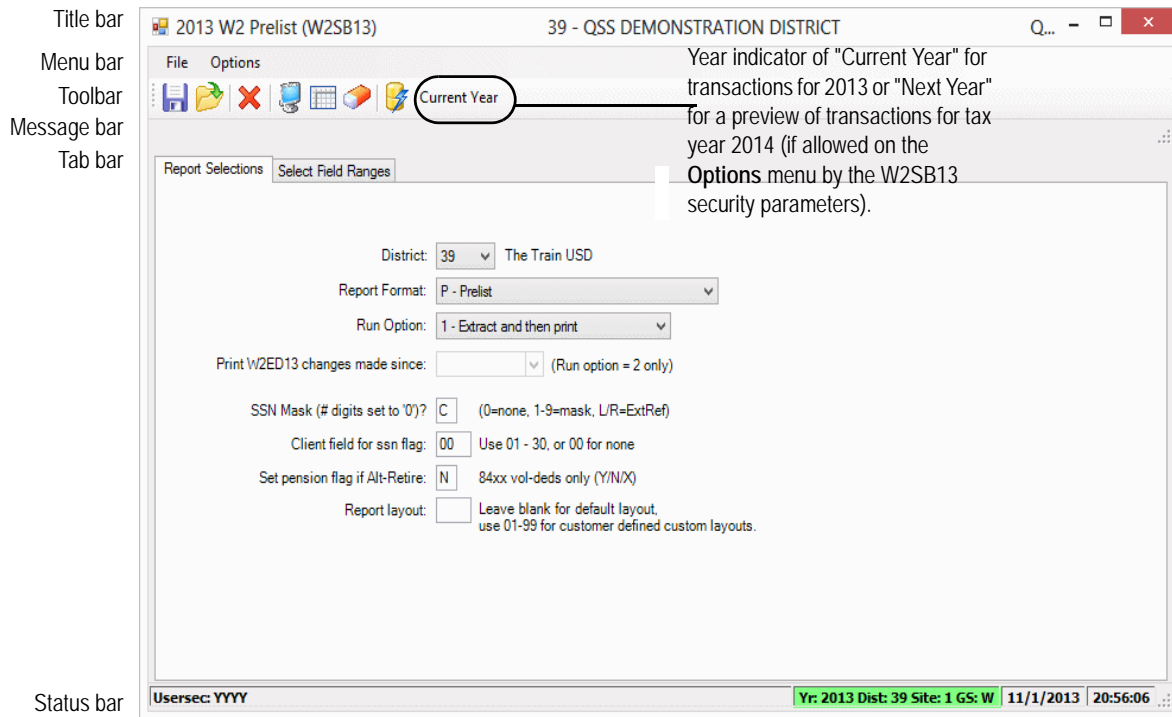 Title bar
2013 W2 Prelist (W2SB13)
39 - QSS DEMONSTRATION DISTRICT
Q...
Menu bar
File Options
Toolbar
Current Year
Year indicator of "Current Year" for
transactions for 2013 or "Next Year"
for a preview of transactions for tax
year 2014 (if allowed on the
Options menu by the W2SB13
security parameters).
Message bar
Tab bar
Report Selections
Select Field Ranges
District: 39 The Train USD
Report Format: P - Prelist
Run Option: 1 - Extract and then print
Print W2ED13 changes made since: (Run option = 2 only)
SSN Mask (# digits set to '0')? C (0=none, 1-9=mask, L/R=ExtRef)
Client field for ssn flag: 00 Use 01 - 30, or 00 for none
Set pension flag if Alt-Retire: N 84xx vol-deds only (Y/N/X)
Report layout: Leave blank for default layout,
use 01-99 for customer defined custom layouts.
Status bar
Usersec: YYYY
Yr: 2013 Dist: 39 Site: 1 GS: W 11/1/2013 20:56:06